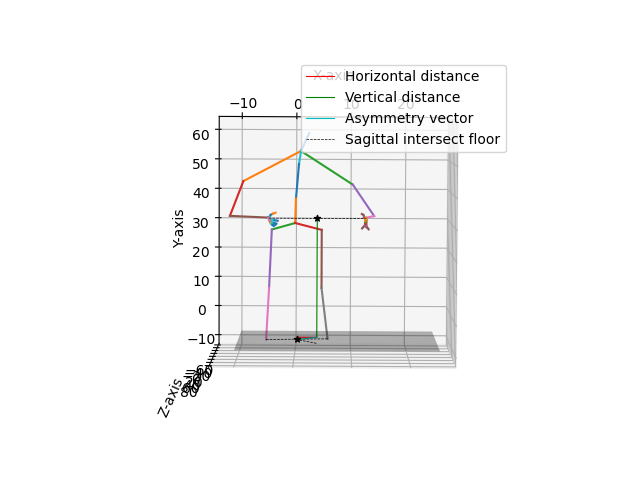 X-axis
Horizontal distance
Vertical distance
Asymmetry vector
Sagittal intersect floor
−10 0 10 20
60
50
40
30
20
10
0
−10
Y-axis
Z-axis